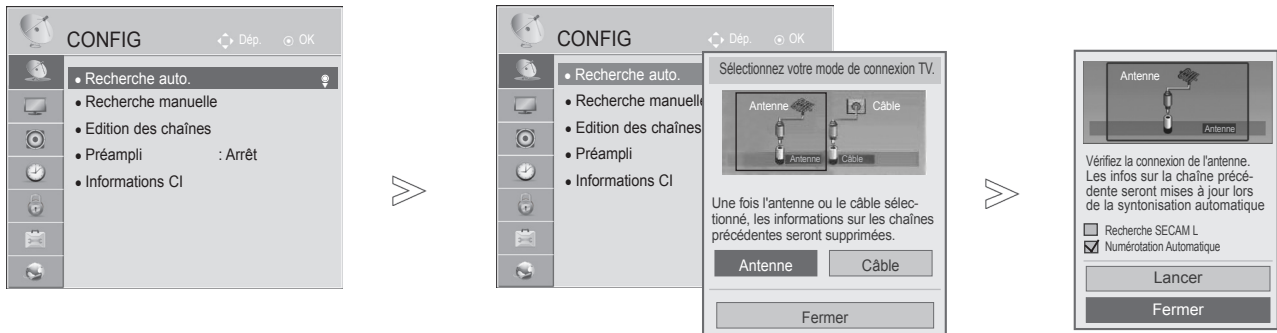 CONFIG
Dép. OK
• Recherche auto.
• Recherche manuelle
• Edition des chaînes
• Préampli : Arrêt
• Informations CI
CONFIG
Dép. OK
• Recherche auto.
• Recherche manuelle
• Edition des chaînes
• Préampli
• Informations CI
Sélectionnez votre mode de connexion TV.
Antenne Câble
Antenne Câble
Une fois l'antenne ou le câble sélec-
tionné, les informations sur les chaînes
précédentes seront supprimées.
Antenne Câble
Fermer
Antenne
Antenne
Vérifiez la connexion de l'antenne.
Les infos sur la chaîne précé-
dente seront mises à jour lors
de la syntonisation automatique
Recherche SECAM L
Numérotation Automatique
Lancer
Fermer